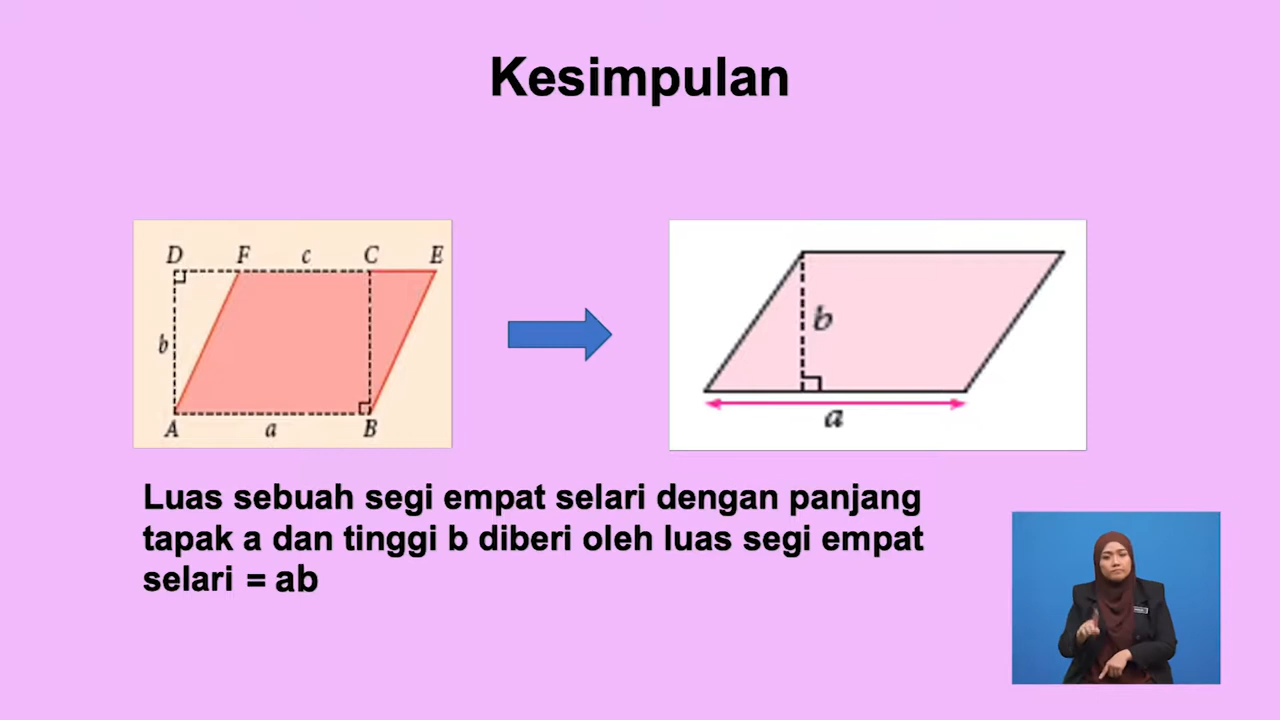 Kesimpulan
D F c C E
b
A a B
b
a
Luas sebuah segi empat selari dengan panjang
tapak a dan tinggi b diberi oleh luas segi empat
selari = ab